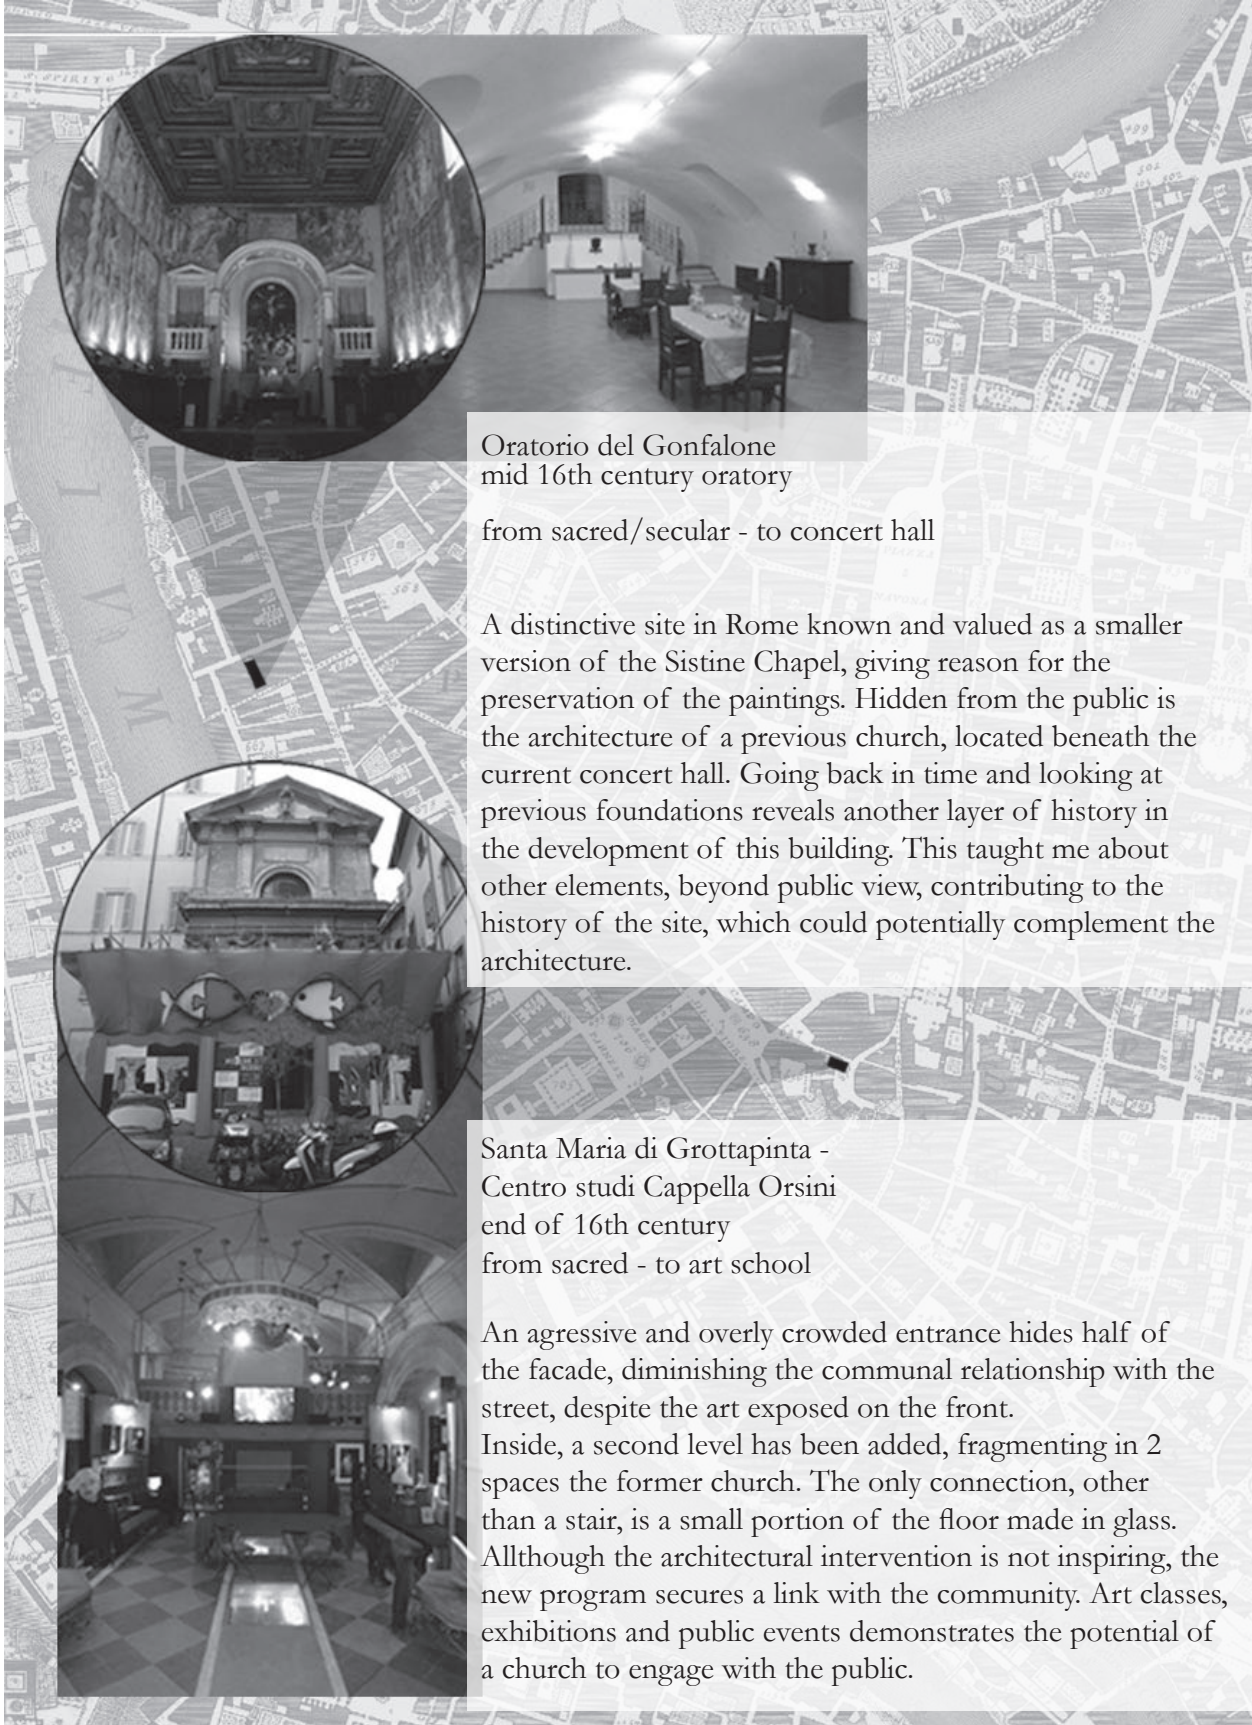 Oratorio del Gonfalone
mid 16th century oratory
from sacred/secular - to concert hall
A distinctive site in Rome known and valued as a smaller
version of the Sistine Chapel, giving reason for the
preservation of the paintings. Hidden from the public is
the architecture of a previous church, located beneath the
current concert hall. Going back in time and looking at
previous foundations reveals another layer of history in
the development of this building. This taught me about
other elements, beyond public view, contributing to the
history of the site, which could potentially complement the
architecture.
Santa Maria di Grottapinta -
Centro studi Cappella Orsini
end of 16th century
from sacred - to art school
An agressive and overly crowded entrance hides half of
the facade, diminishing the communal relationship with the
street, despite the art exposed on the front.
Inside, a second level has been added, fragmenting in 2
spaces the former church. The only connection, other
than a stair, is a small portion of the floor made in glass.
Allthough the architectural intervention is not inspiring, the
new program secures a link with the community. Art classes,
exhibitions and public events demonstrates the potential of
a church to engage with the public.